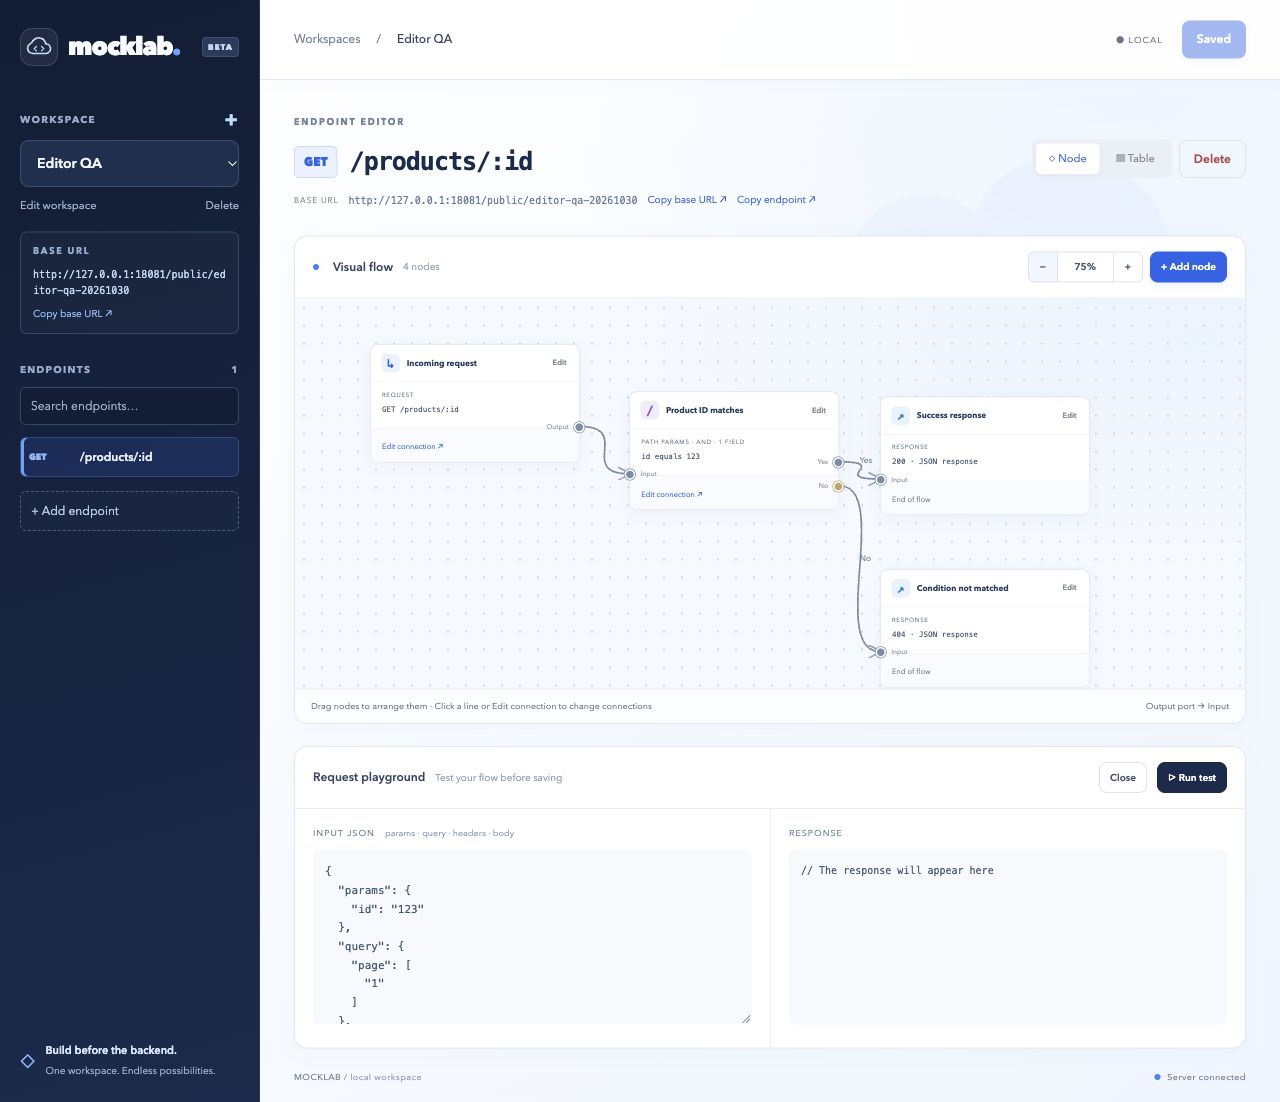 mocklab.
BETA
WORKSPACE
+
Editor QA
Edit workspace
Delete
BASE URL
http://127.0.0.1:18081/public/ed
itor-qa-20261030
Copy base URL ↗
ENDPOINTS
1
Search endpoints...
GET /products/:id
+ Add endpoint
Build before the backend.
One workspace. Endless possibilities.
Workspaces / Editor QA
LOCAL
Saved
ENDPOINT EDITOR
GET /products/:id
Node
Table
Delete
BASE URL http://127.0.0.1:18081/public/editor-qa-20261030 Copy base URL ↗ Copy endpoint ↗
Visual flow 4 nodes
− 75% +
+ Add node
Incoming request
Edit
REQUEST
GET /products/:id
Output
Edit connection ↗
/ Product ID matches
Edit
PATH PARAMS · AND · 1 FIELD
id equals 123
Yes
Input
No
Edit connection ↗
Yes
No
Success response
Edit
RESPONSE
200 · JSON response
Input
End of flow
Condition not matched
Edit
RESPONSE
404 · JSON response
Input
End of flow
Drag nodes to arrange them · Click a line or Edit connection to change connections
Output port → Input
Request playground Test your flow before saving
Close
Run test
INPUT JSON params · query · headers · body
{
"params": {
"id": "123"
},
"query": {
"page": [
"1"
]
},
RESPONSE
// The response will appear here
MOCKLAB / local workspace
Server connected